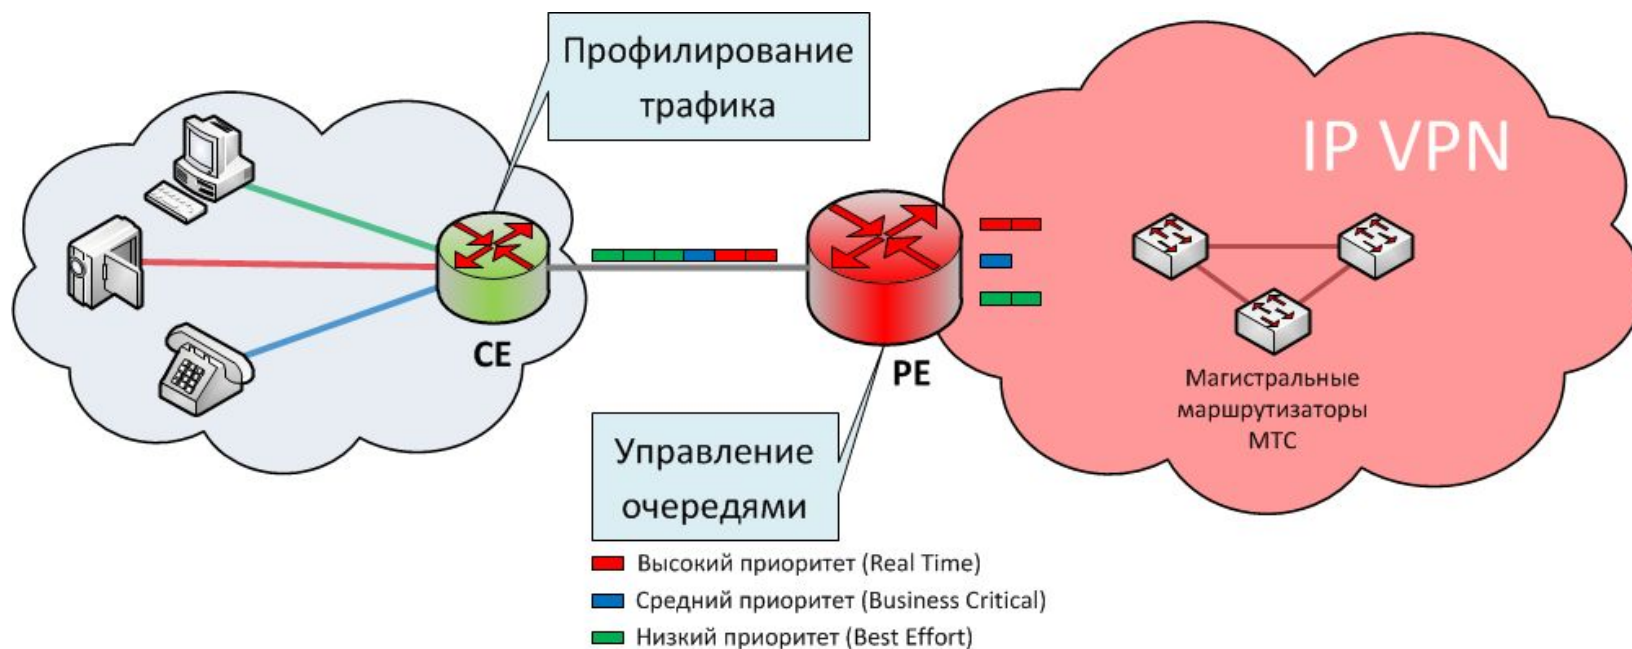 Профилирование
трафика
IP VPN
CE
PE
Магистральные
маршрутизаторы
МТС
Управление
очередями
Высокий приоритет (Real Time)
Средний приоритет (Business Critical)
Низкий приоритет (Best Effort)